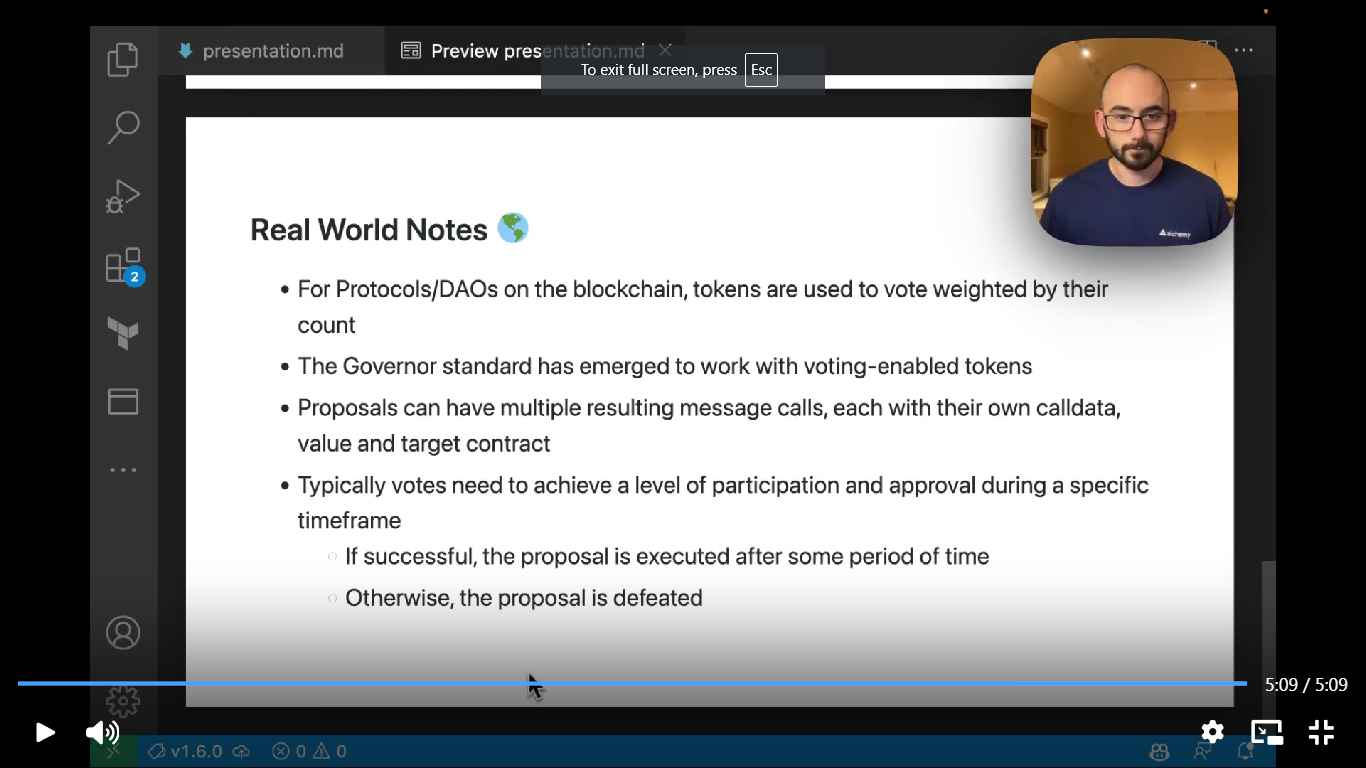 presentation.md
Preview presentation.md
To exit full screen, press Esc
alchemy
Real World Notes
For Protocols/DAOs on the blockchain, tokens are used to vote weighted by their
count
The Governor standard has emerged to work with voting-enabled tokens
Proposals can have multiple resulting message calls, each with their own calldata,
value and target contract
Typically votes need to achieve a level of participation and approval during a specific
timeframe
If successful, the proposal is executed after some period of time
Otherwise, the proposal is defeated
2
5:09 / 5:09
v1.6.0
0
0